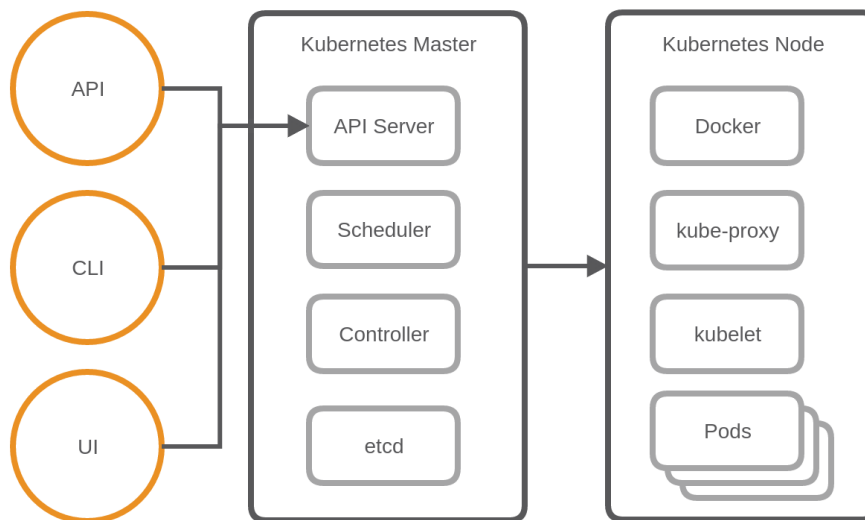 API
CLI
UI
Kubernetes Master
API Server
Scheduler
Controller
etcd
Kubernetes Node
Docker
kube-proxy
kubelet
Pods